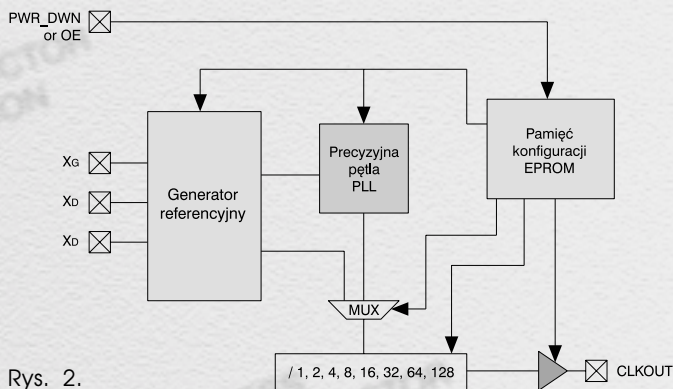 PWR_DWN
or OE
XG
XD
XD
Generator
referencyjny
Precyzyjna
pętla
PLL
Pamięć
konfiguracji
EPROM
MUX
/ 1, 2, 4, 8, 16, 32, 64, 128
CLKOUT
Rys. 2.